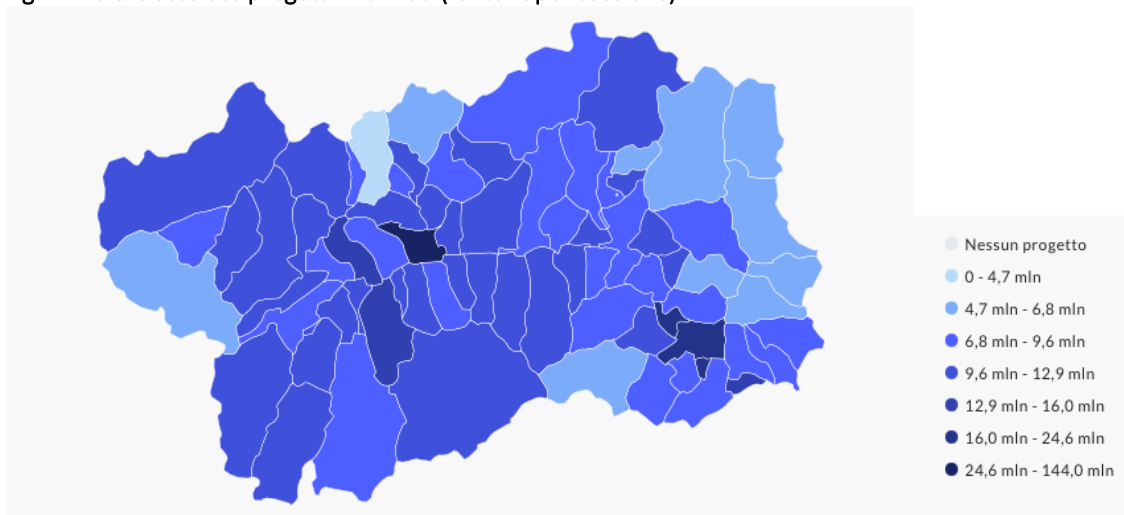 Nessun progetto
0 - 4,7 mln
4,7 mln - 6,8 mln
6,8 mln - 9,6 mln
9,6 mln - 12,9 mln
12,9 mln - 16,0 mln
16,0 mln - 24,6 mln
24,6 mln - 144,0 mln